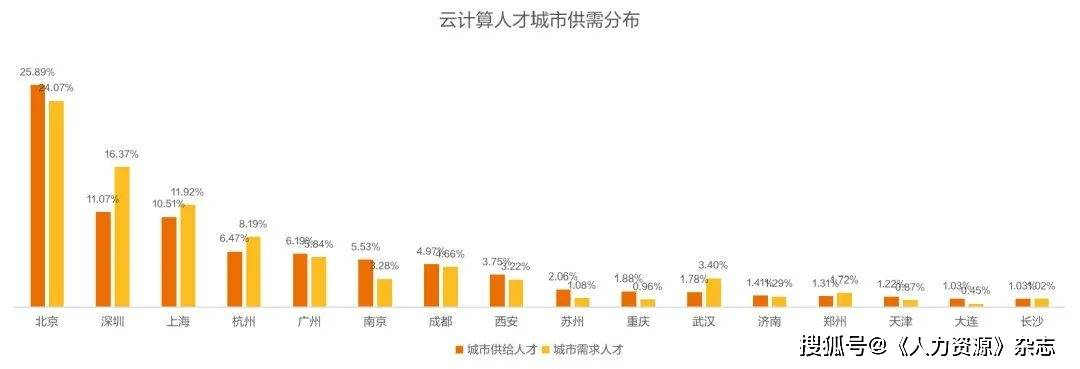 云计算人才城市供需分布
25.89% 24.07% 11.07% 16.37% 10.51% 11.92% 6.47% 8.19% 6.19% 5.84% 5.53% 3.28% 4.97% 4.66% 3.75% 3.22% 2.06% 1.08% 1.88% 0.96% 1.78% 3.40% 1.41% 1.29% 1.31% 1.72% 1.22% 0.87% 1.03% 0.45% 1.03% 1.02%
北京 深圳 上海 杭州 广州 南京 成都 西安 苏州 重庆 武汉 济南 郑州 天津 大连 长沙
城市供给人才 城市需求人才
搜狐号@《人力资源》杂志